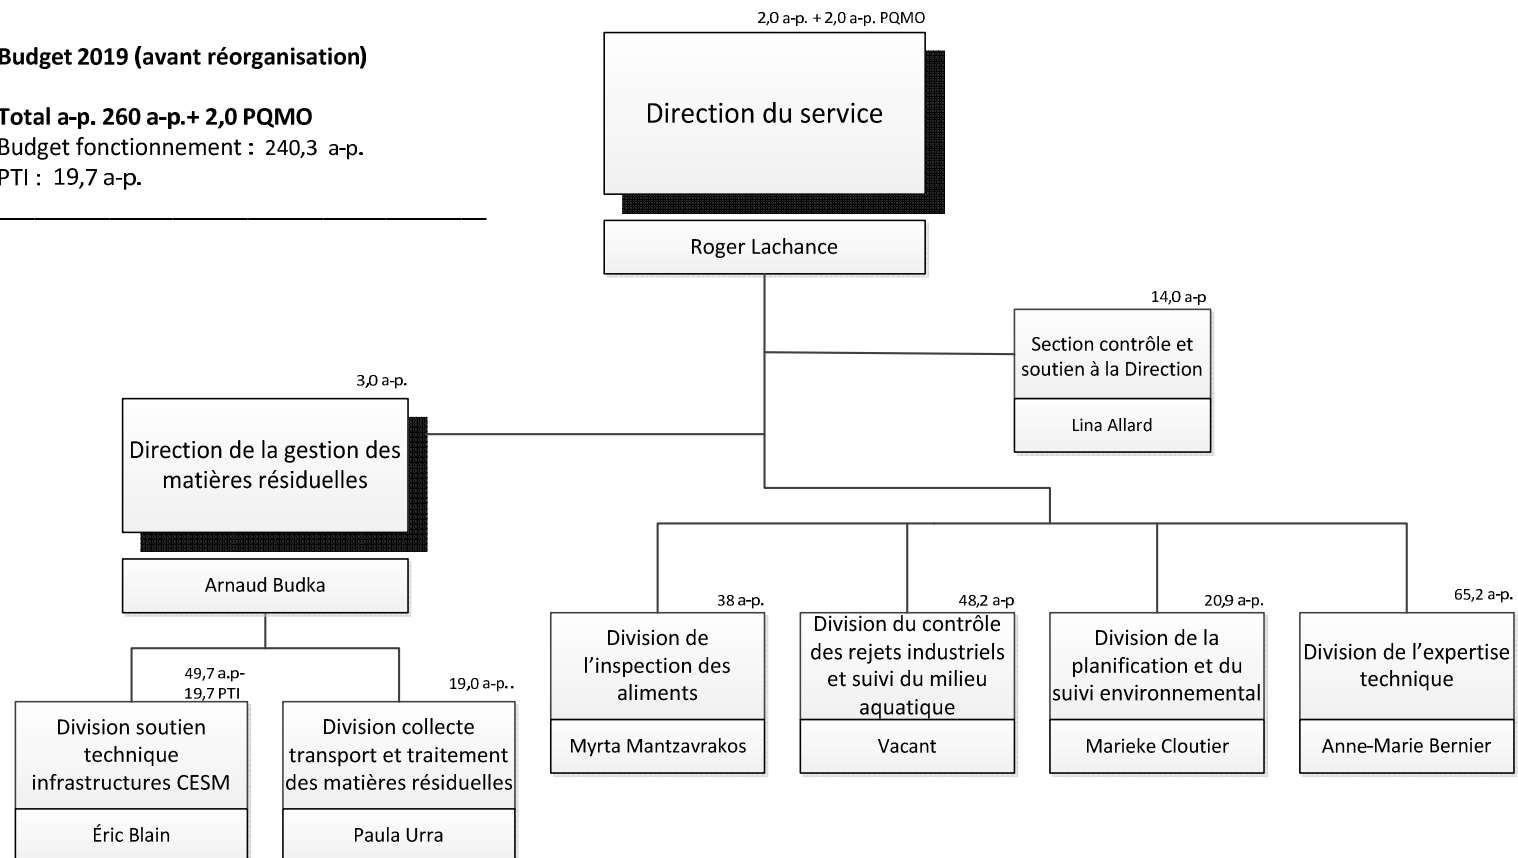 2,0 a-p. + 2,0 a-p. PQMO
Budget 2019 (avant réorganisation)
Total a-p. 260 a-p.+ 2,0 PQMO
Budget fonctionnement : 240,3 a-p.
PTI : 19,7 a-p.
Direction du service
Roger Lachance
14,0 a-p
Section contrôle et
soutien à la Direction
Lina Allard
3,0 a-p.
Direction de la gestion des
matières résiduelles
Arnaud Budka
49,7 a.p-
19,7 PTI
Division soutien
technique
infrastructures CESM
Éric Blain
19,0 a-p..
Division collecte
transport et traitement
des matières résiduelles
Paula Urra
38 a-p.
Division de
l'inspection des
aliments
Myrta Mantzavrakos
48,2 a-p
Division du contrôle
des rejets industriels
et suivi du milieu
aquatique
Vacant
20,9 a-p.
Division de la
planification et du
suivi environnemental
Marieke Cloutier
65,2 a-p.
Division de l'expertise
technique
Anne-Marie Bernier